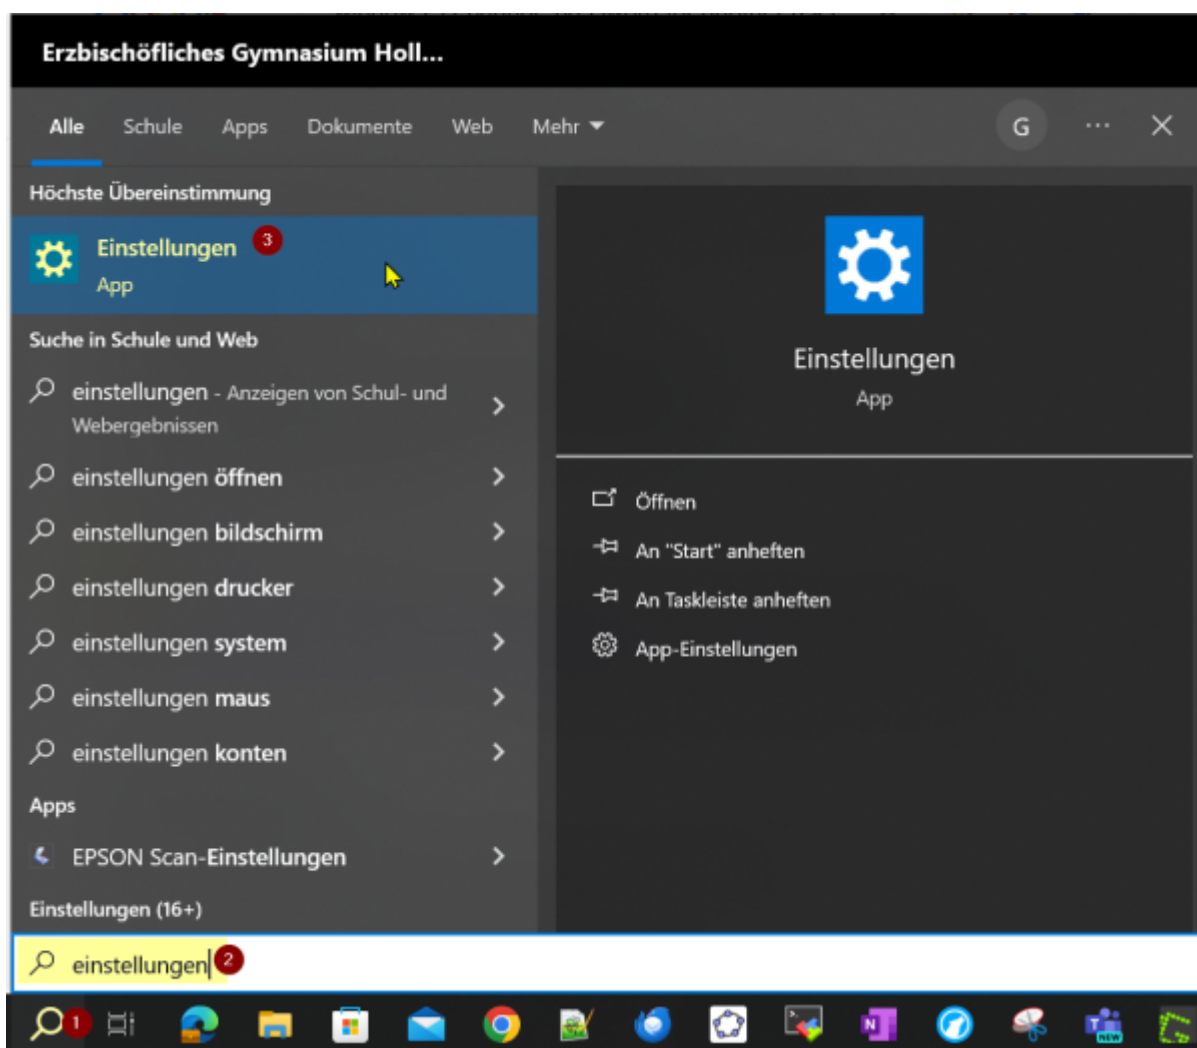 Erzbischöfliches Gymnasium Holl...
Alle Schule Apps Dokumente Web Mehr
G ...
Höchste Übereinstimmung
Einstellungen 3
App
Suche in Schule und Web
einstellungen - Anzeigen von Schul- und
Webergebnissen
einstellungen öffnen
einstellungen bildschirm
einstellungen drucker
einstellungen system
einstellungen maus
einstellungen konten
Apps
EPSON Scan-Einstellungen
Einstellungen (16+)
einstellungen 2
Einstellungen
App
Öffnen
An "Start" anheften
An Taskleiste anheften
App-Einstellungen
1
N
T
NEW